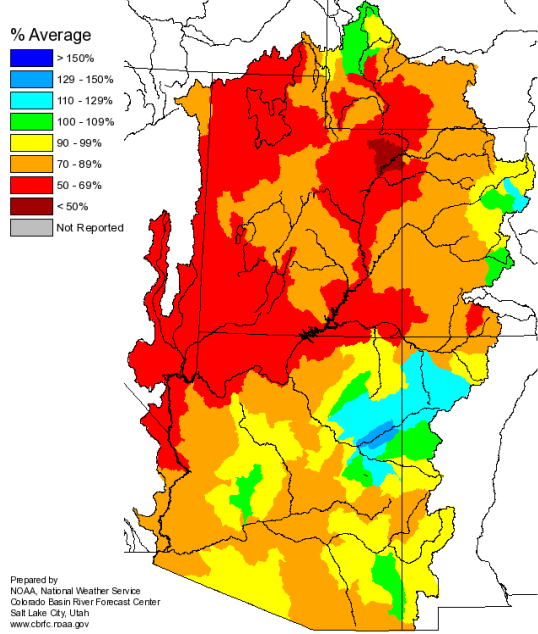 % Average
> 150%
129 - 150%
110 - 129%
100 - 109%
90 - 99%
70 - 89%
50 - 69%
< 50%
Not Reported
Prepared by
NOAA, National Weather Service
Colorado Basin River Forecast Center
Salt Lake City, Utah
www.cbrfc.noaa.gov